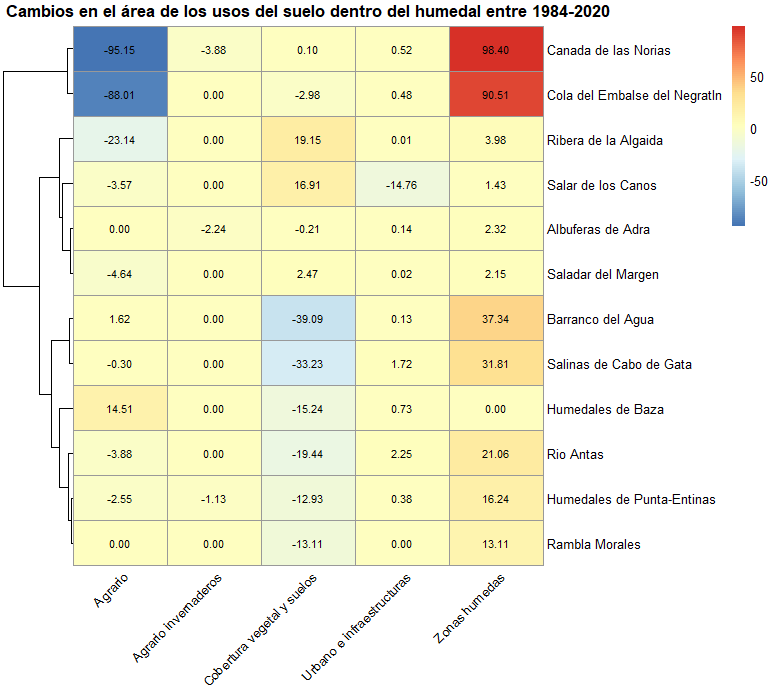 Cambios en el área de los usos del suelo dentro del humedal entre 1984-2020
-95.15 -3.88 0.10 0.52 98.40 Canada de las Norias
-88.01 0.00 -2.98 0.48 90.51 Cola del Embalse del NegratIn
-23.14 0.00 19.15 0.01 3.98 Ribera de la Algaida
-3.57 0.00 16.91 -14.76 1.43 Salar de los Canos
0.00 -2.24 -0.21 0.14 2.32 Albuferas de Adra
-4.64 0.00 2.47 0.02 2.15 Saladar del Margen
1.62 0.00 -39.09 0.13 37.34 Barranco del Agua
-0.30 0.00 -33.23 1.72 31.81 Salinas de Cabo de Gata
14.51 0.00 -15.24 0.73 0.00 Humedales de Baza
-3.88 0.00 -19.44 2.25 21.06 Rio Antas
-2.55 -1.13 -12.93 0.38 16.24 Humedales de Punta-Entinas
0.00 0.00 -13.11 0.00 13.11 Rambla Morales
Agrario
Agrario invernaderos
Cobertura vegetal y suelos
Urbano e Infraestructuras
Zonas humedas
50
0
-50